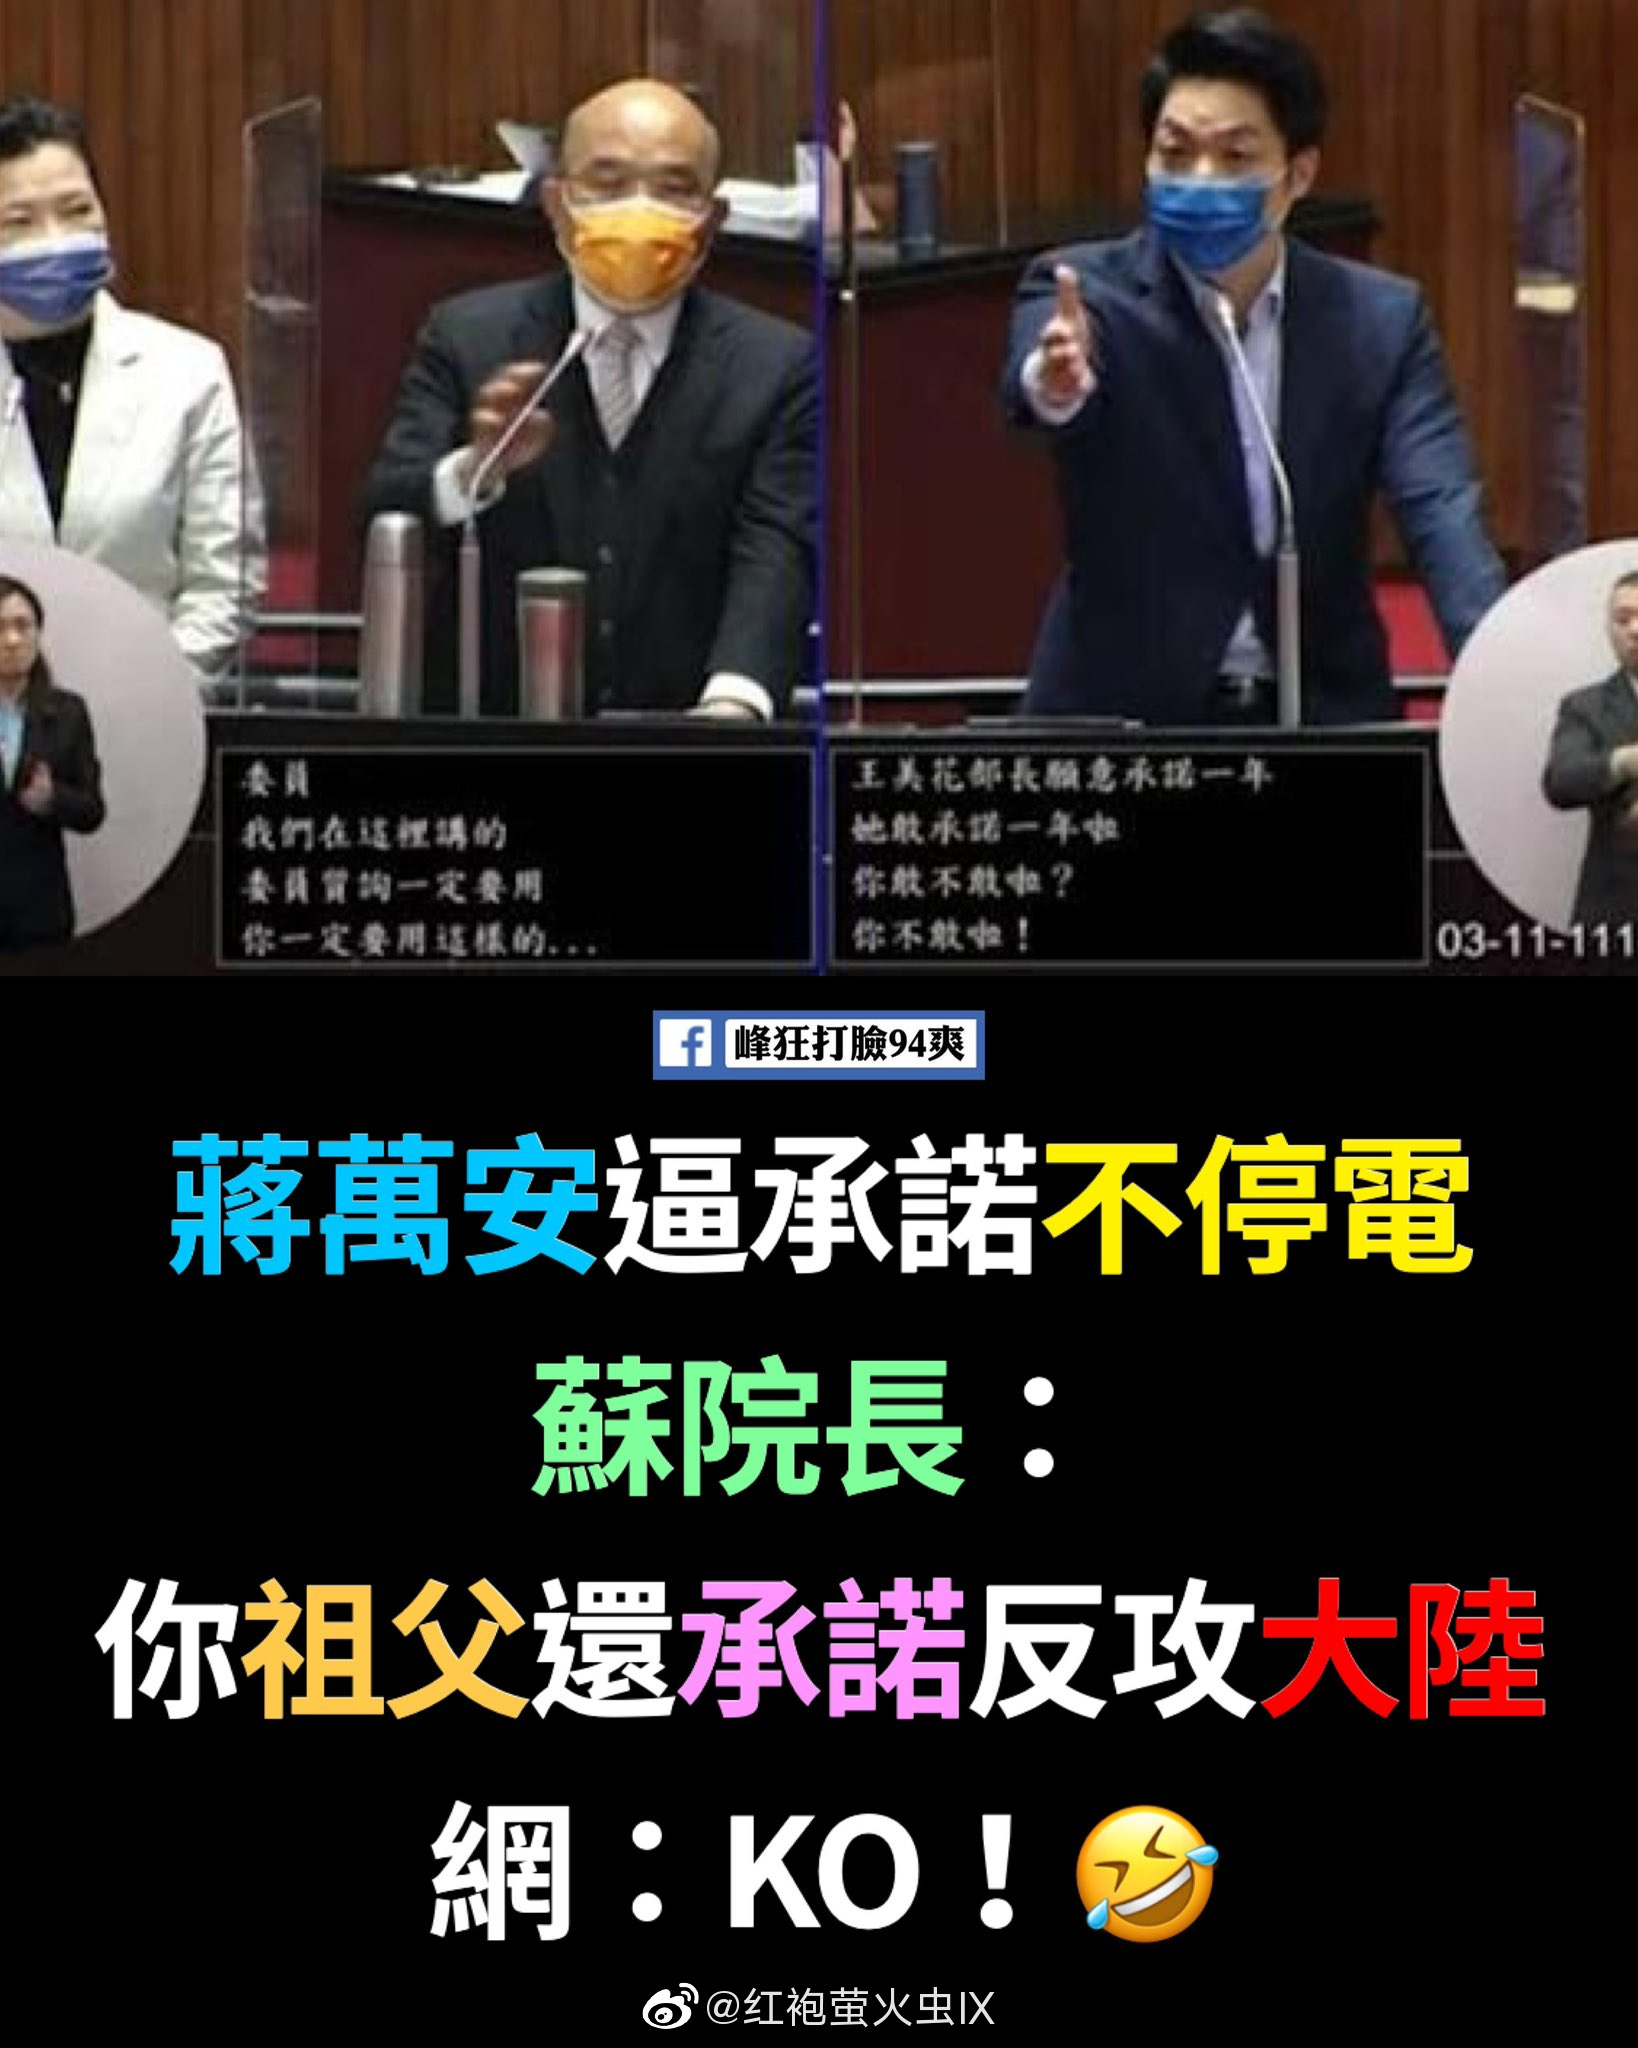 委員
我們在這裡講的
委員質詢一定要用
你一定要用這樣的...
王美花部長願意承諾一年
她敢承諾一年啦
你敢不敢啦？
你不敢啦！
03-11-111
f 峰狂打臉94爽
蔣萬安逼承諾不停電
蘇院長：
你祖父還承諾反攻大陸
網：KO！🤣
@红袍萤火虫IX